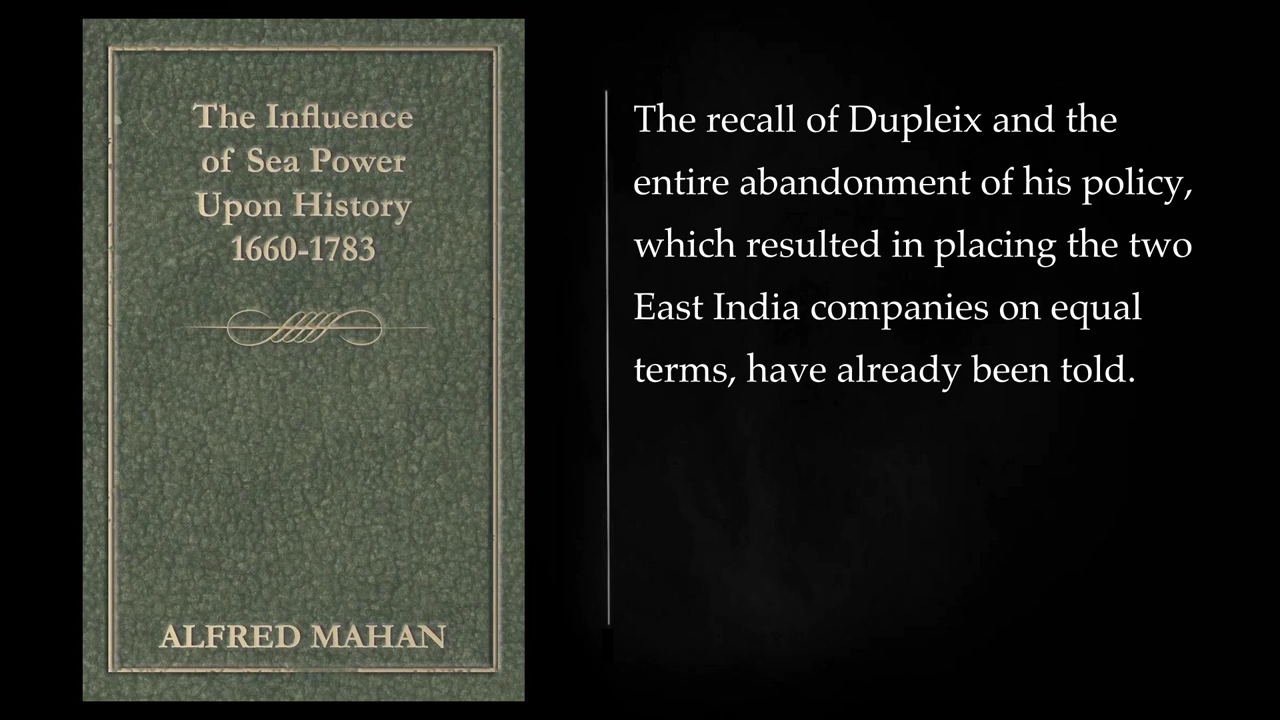 The Influence
of Sea Power
Upon History
1660-1783
ALFRED MAHAN
The recall of Dupleix and the
entire abandonment of his policy,
which resulted in placing the two
East India companies on equal
terms, have already been told.